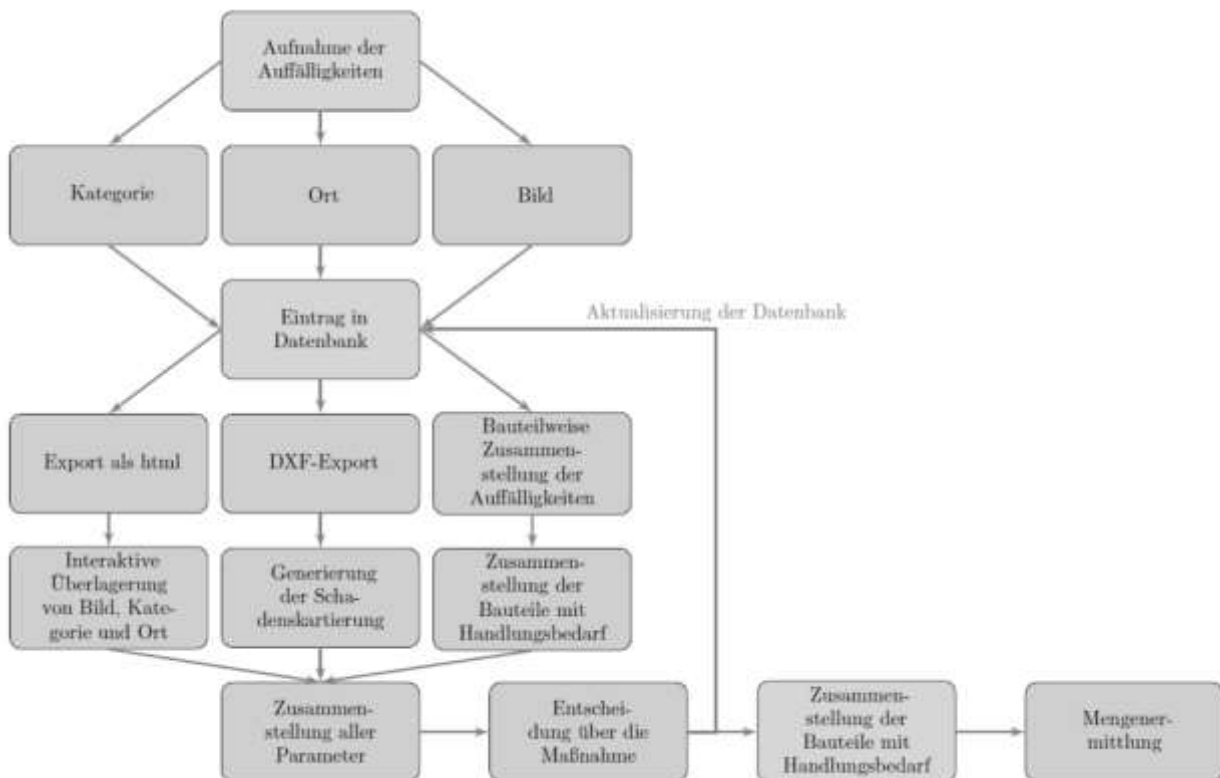 Aufnahme der
Auffälligkeiten
Kategorie
Ort
Bild
Eintrag in
Datenbank
Aktualisierung der Datenbank
Export als html
DXF-Export
Bauteilweise
Zusammen-
stellung der
Auffälligkeiten
Interaktive
Überlagerung
von Bild, Kate-
gorie und Ort
Generierung
der Scha-
denskartierung
Zusammen-
stellung der
Bauteile mit
Handlungsbedarf
Zusammen-
stellung aller
Parameter
Entschei-
dung über die
Maßnahme
Zusammen-
stellung der
Bauteile mit
Handlungsbedarf
Mengener-
mittlung